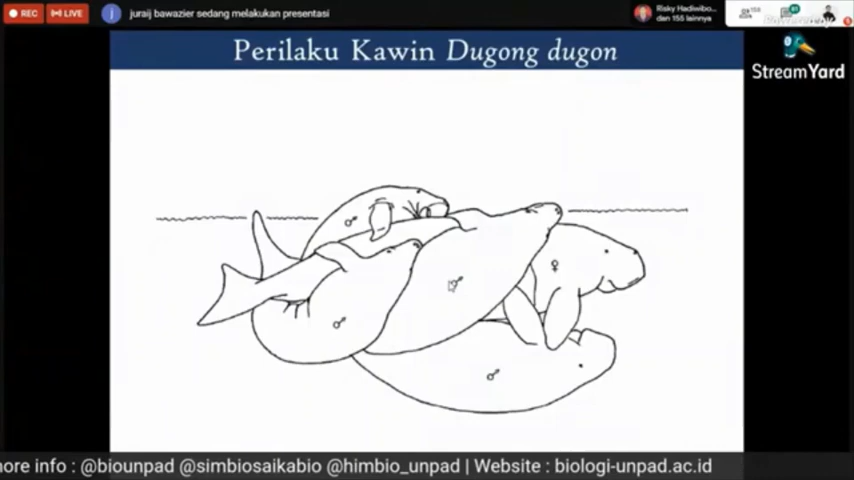 REC
LIVE
j
juraij bawazier sedang melakukan presentasi
Risky Hadiwibo...
dan 155 lainnya
StreamYard
Perilaku Kawin Dugong dugon
♂
♂
♂
♀
♂
more info : @biounpad @simbiosaikabio @himbio_unpad | Website : biologi-unpad.ac.id